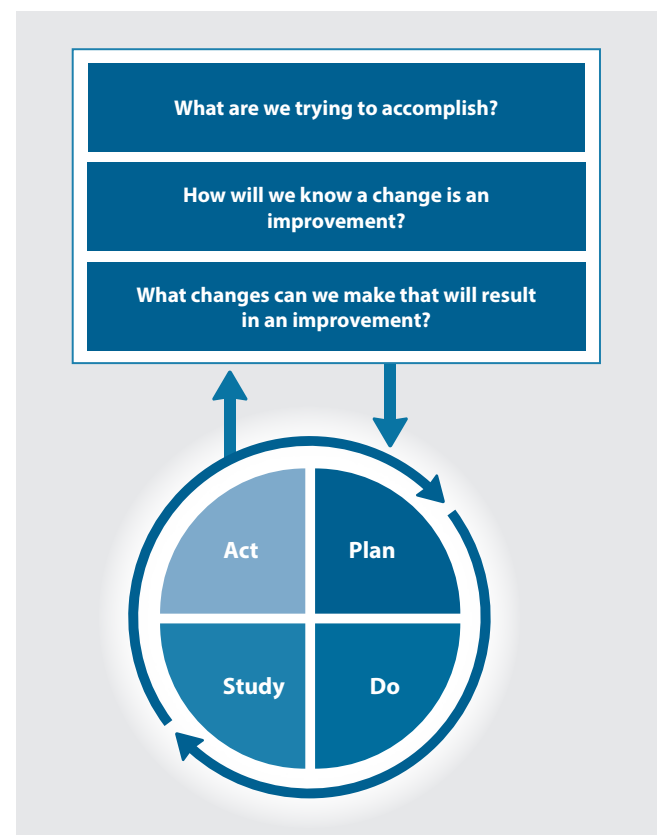 What are we trying to accomplish?
How will we know a change is an
improvement?
What changes can we make that will result
in an improvement?
Act
Plan
Study
Do